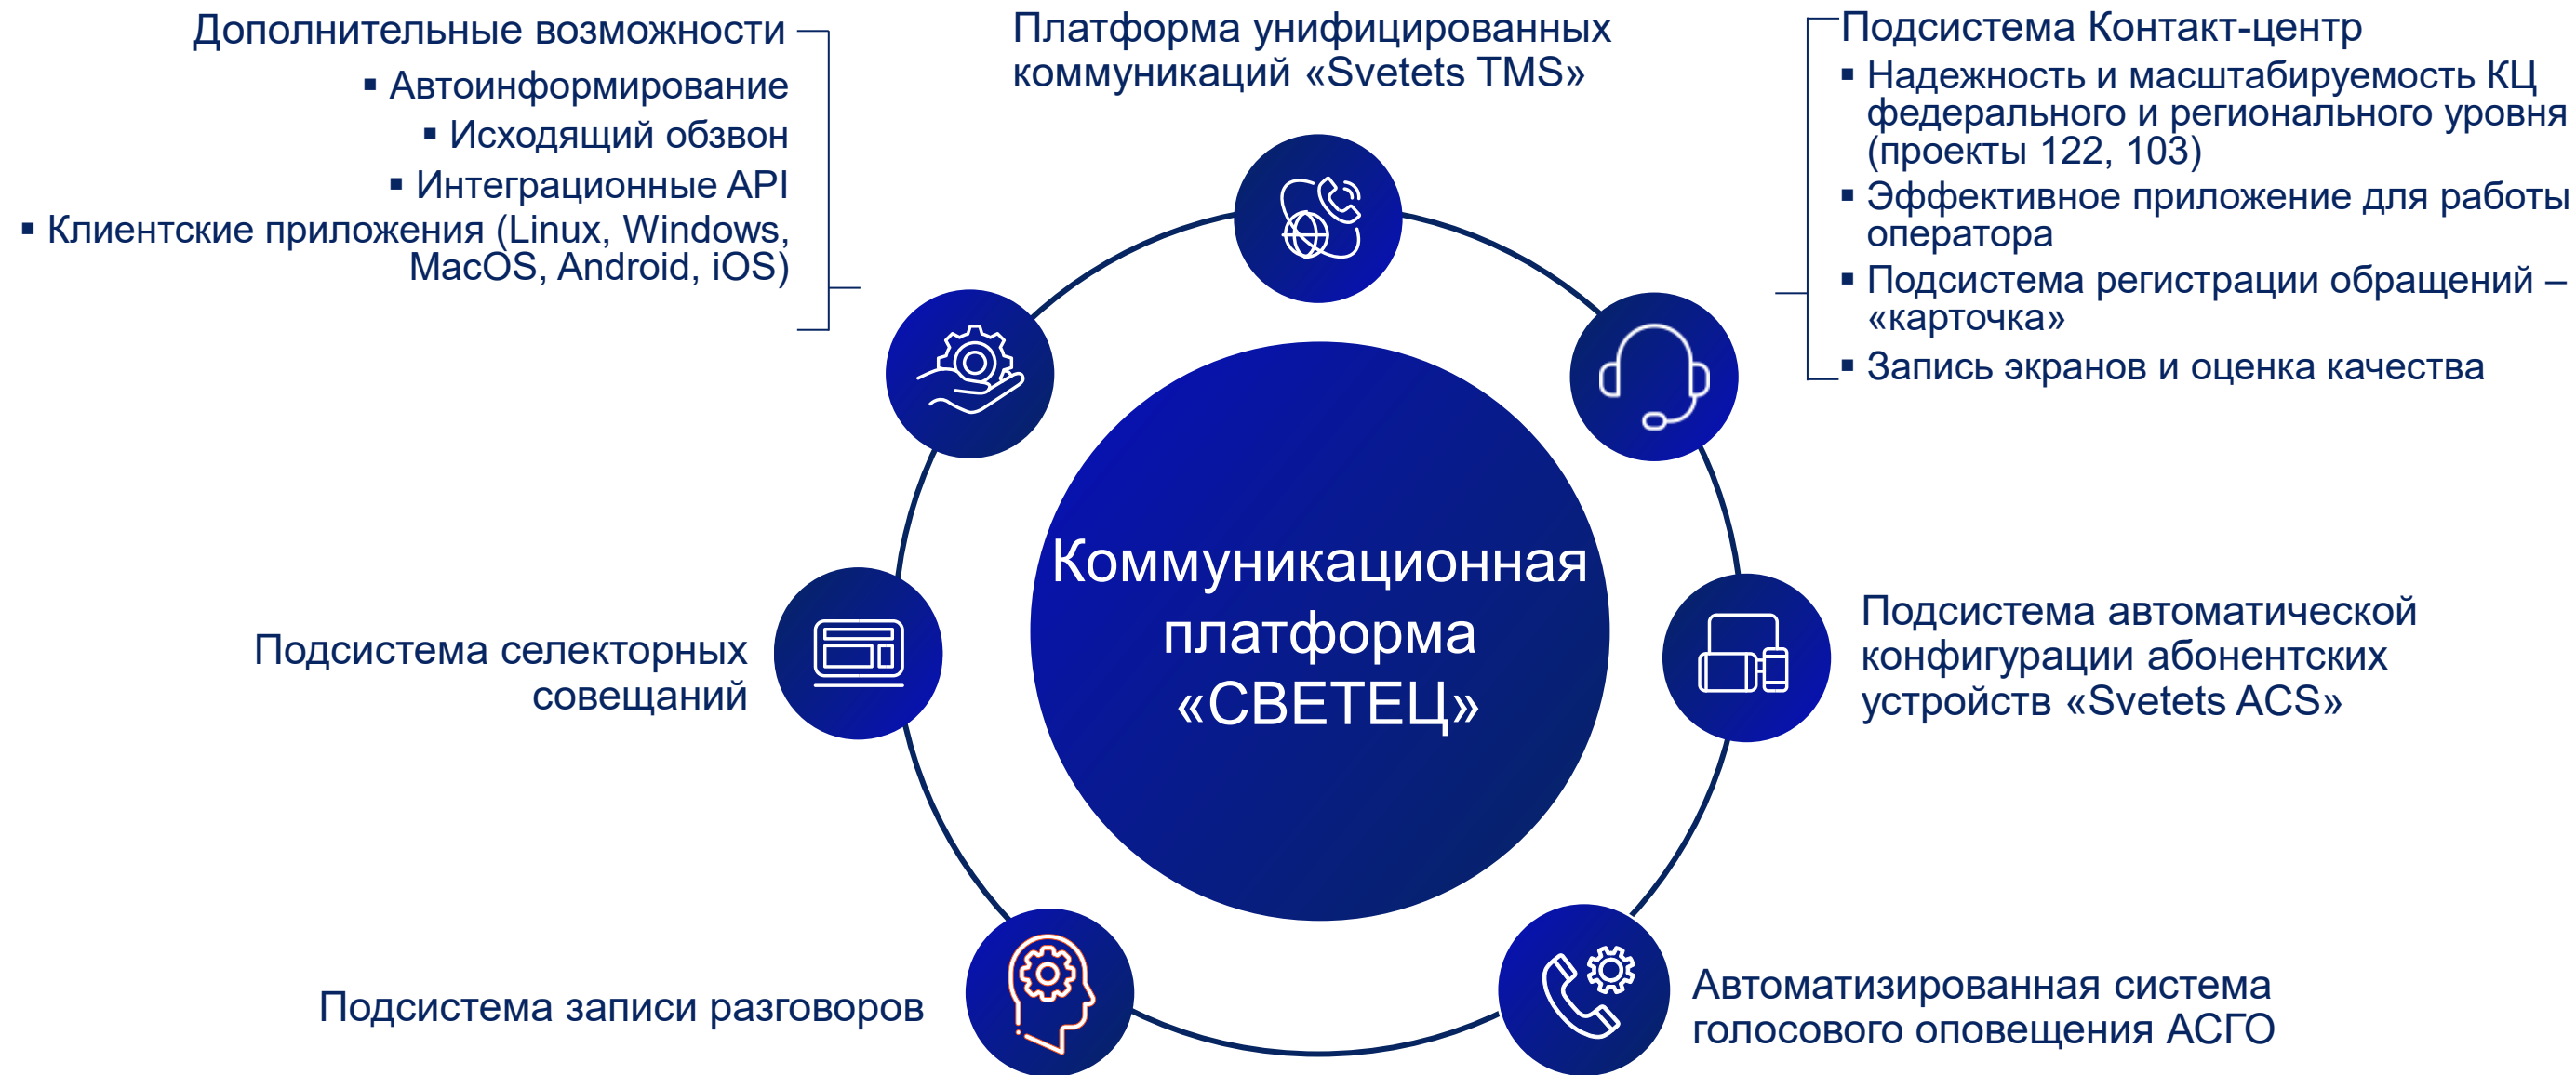 Дополнительные возможности
▪ Автоинформирование
▪ Исходящий обзвон
▪ Интеграционные API
▪ Клиентские приложения (Linux, Windows,
MacOS, Android, iOS)
Платформа унифицированных
коммуникаций «Svetets TMS»
Подсистема Контакт-центр
▪ Надежность и масштабируемость КЦ
федерального и регионального уровня
(проекты 122, 103)
▪ Эффективное приложение для работы
оператора
▪ Подсистема регистрации обращений –
«карточка»
▪ Запись экранов и оценка качества
Коммуникационная
платформа
«СВЕТЕЦ»
Подсистема селекторных
совещаний
Подсистема автоматической
конфигурации абонентских
устройств «Svetets ACS»
Подсистема записи разговоров
Автоматизированная система
голосового оповещения АСГО